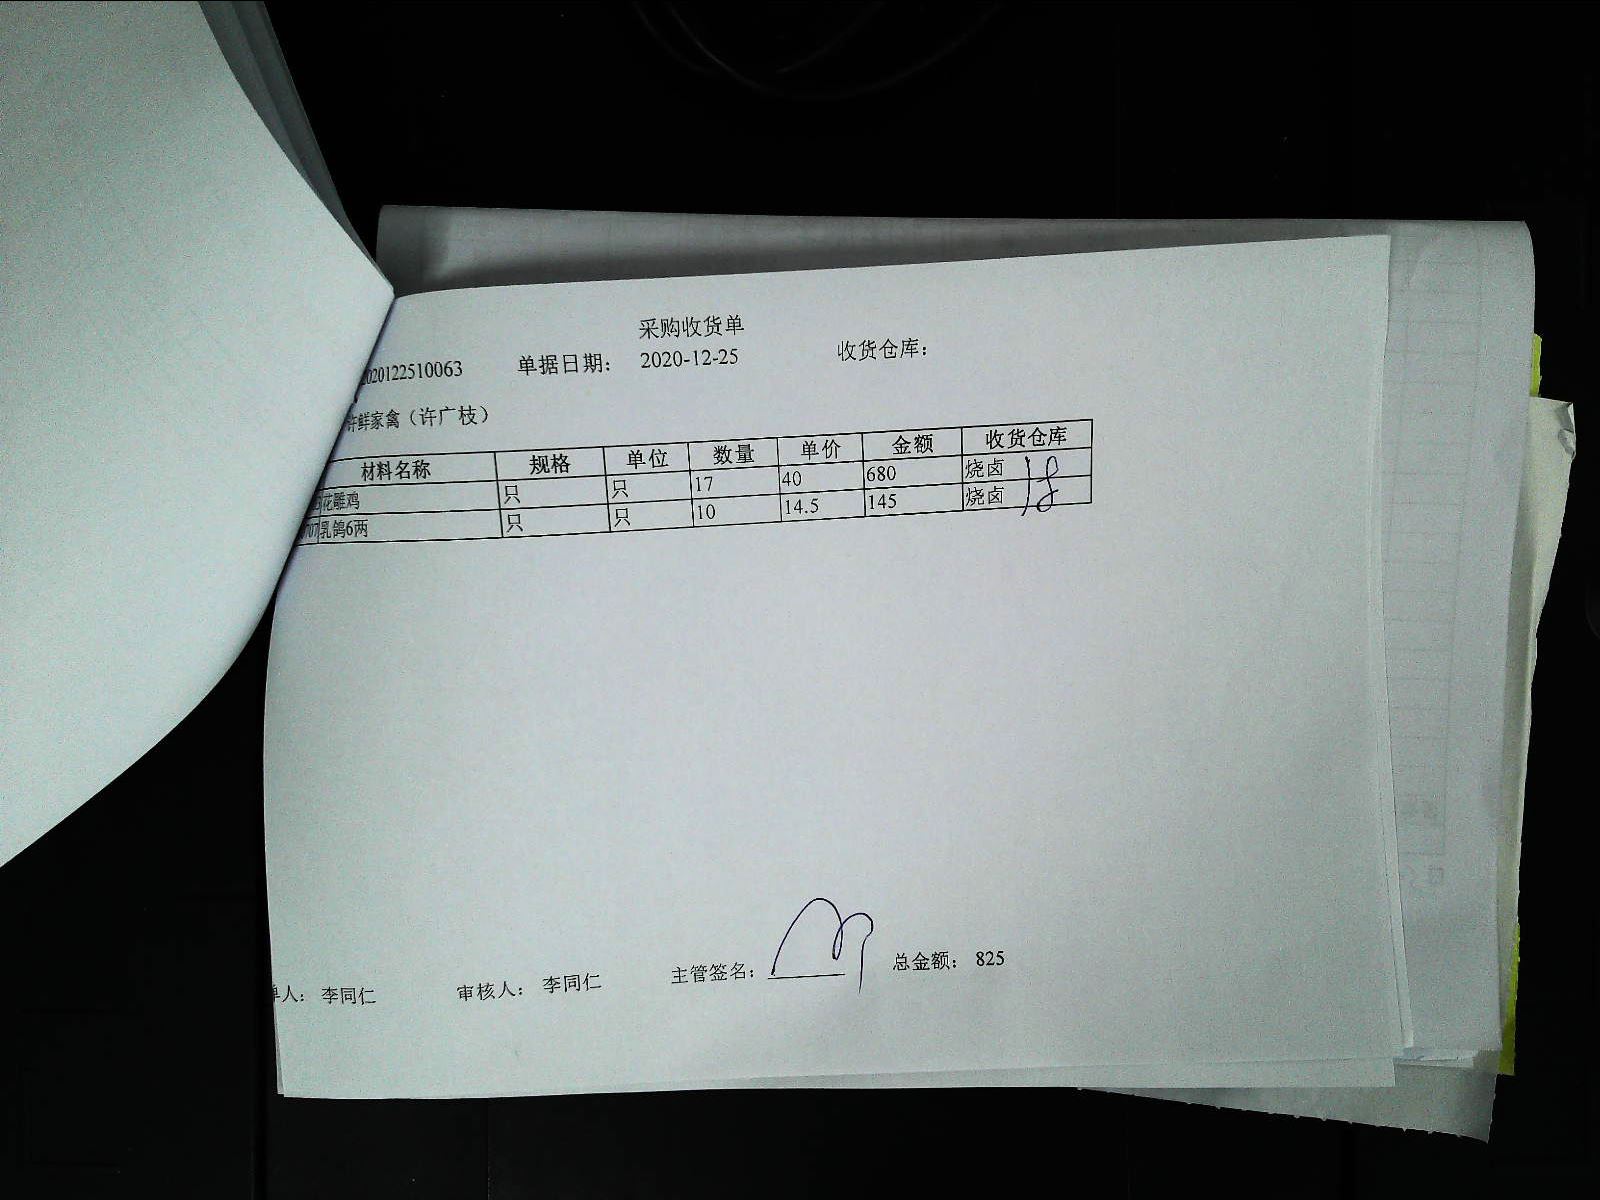 采购收货单
2020122510063 单据日期： 2020-12-25 收货仓库：
许鲜家禽（许广枝）
材料名称 规格 单位 数量 单价 金额 收货仓库
花雕鸡 只 只 17 40 680 烧卤
707 乳鸽6两 只 只 10 14.5 145 烧卤
单人： 李同仁 审核人： 李同仁 主管签名： 总金额： 825